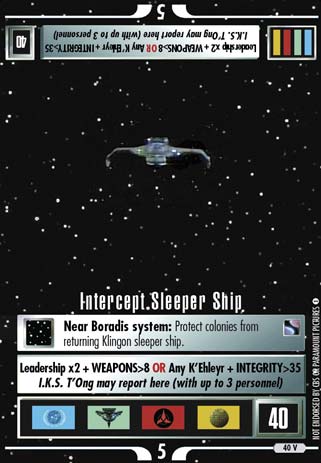 5
40
Leadership x2 + WEAPONS>8 OR Any K'Ehleyr + INTEGRITY>35
I.K.S. T'Ong may report here (with up to 3 personnel)
Intercept Sleeper Ship
Near Boradis system: Protect colonies from
returning Klingon sleeper ship.
Leadership x2 + WEAPONS>8 OR Any K'Ehleyr + INTEGRITY>35
I.K.S. T'Ong may report here (with up to 3 personnel)
40
5
40 V
NOT ENDORSED BY CBS OR PARAMOUNT PICTURES